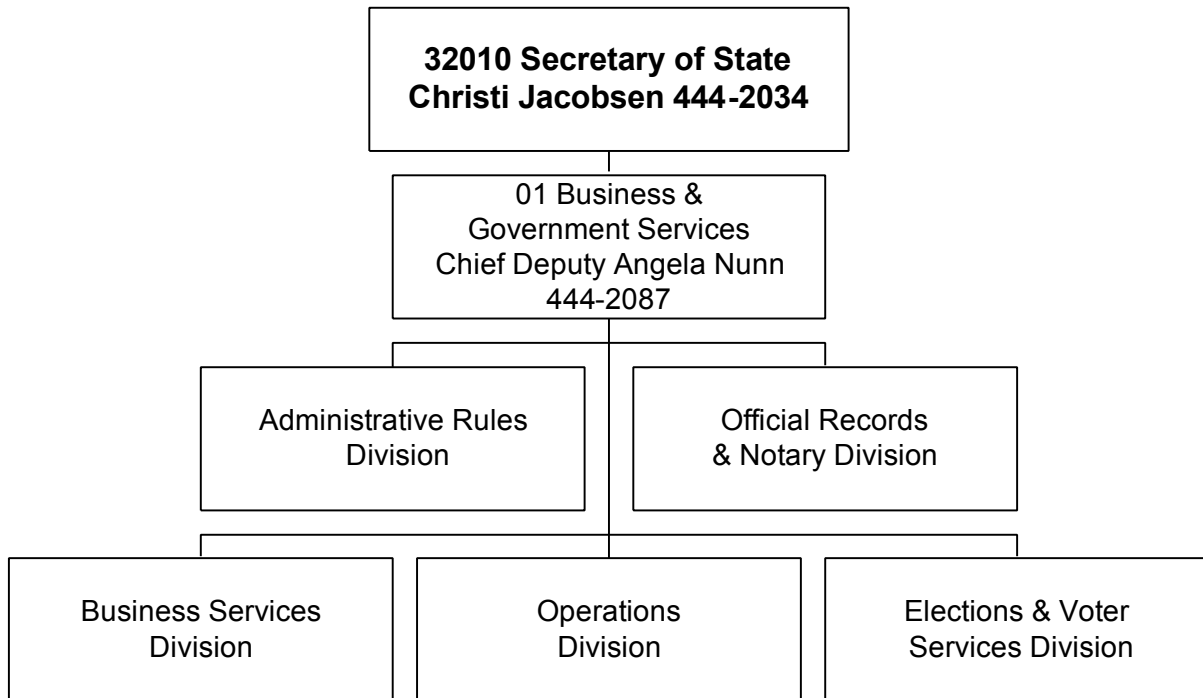 32010 Secretary of State
Christi Jacobsen 444-2034
01 Business &
Government Services
Chief Deputy Angela Nunn
444-2087
Administrative Rules
Division
Official Records
& Notary Division
Business Services
Division
Operations
Division
Elections & Voter
Services Division